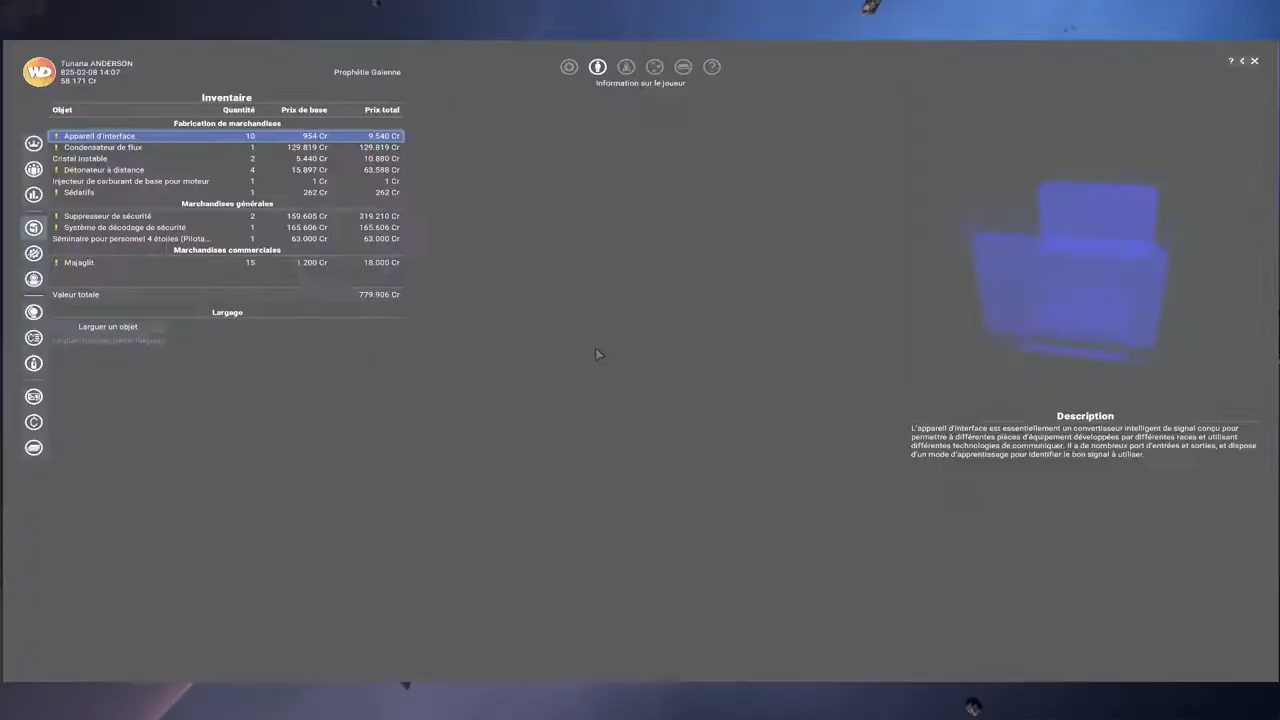 WD
Tunana ANDERSON
825-02-08 14:07
58.171 Cr
Prophétie Gaïenne
Information sur le joueur
? < ×
Inventaire
Objet Quantité Prix de base Prix total
Fabrication de marchandises
! Appareil d'interface 10 954 Cr 9.540 Cr
! Condensateur de flux 1 129.819 Cr 129.819 Cr
Cristal instable 2 5.440 Cr 10.880 Cr
! Détonateur à distance 4 15.897 Cr 63.588 Cr
Injecteur de carburant de base pour moteur 1 1 Cr 1 Cr
! Sédatifs 1 262 Cr 262 Cr
Marchandises générales
! Suppresseur de sécurité 2 159.605 Cr 319.210 Cr
! Système de décodage de sécurité 1 165.606 Cr 165.606 Cr
Séminaire pour personnel 4 étoiles (Pilota... 1 63.000 Cr 63.000 Cr
Marchandises commerciales
! Majaglit 15 1.200 Cr 18.000 Cr
Valeur totale 779.906 Cr
Largage
Larguer un objet
Description
L'appareil d'interface est essentiellement un convertisseur intelligent de signal conçu pour
permettre à différentes pièces d'équipement développées par différentes races et utilisant
différentes technologies de communiquer. Il a de nombreux port d'entrées et sorties, et dispose
d'un mode d'apprentissage pour identifier le bon signal à utiliser.